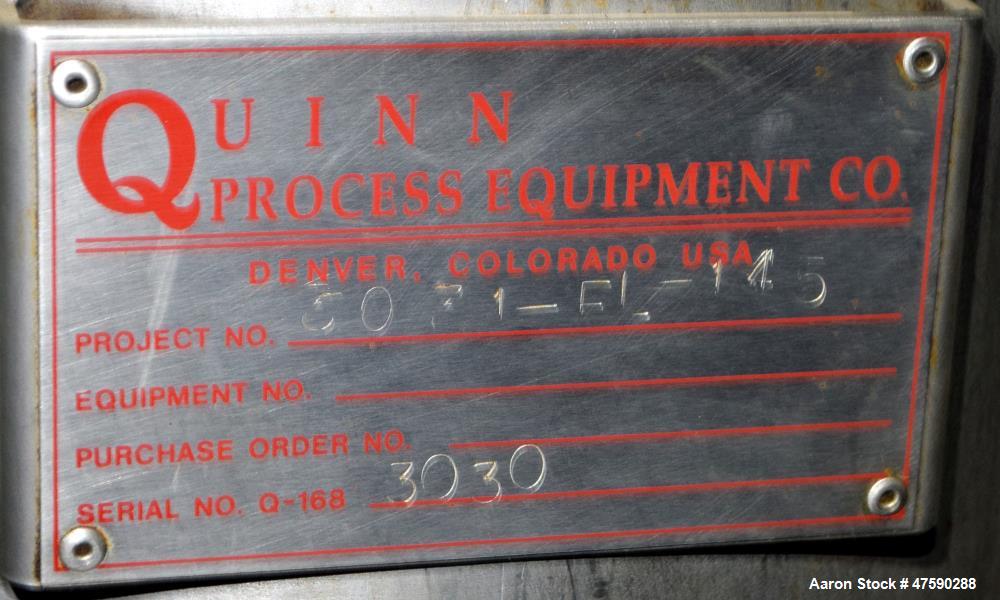 QUINN
PROCESS EQUIPMENT CO.
DENVER, COLORADO USA
PROJECT NO.
EQUIPMENT NO.
PURCHASE ORDER NO.
SERIAL NO. Q-168 3030
Aaron Stock # 47590288